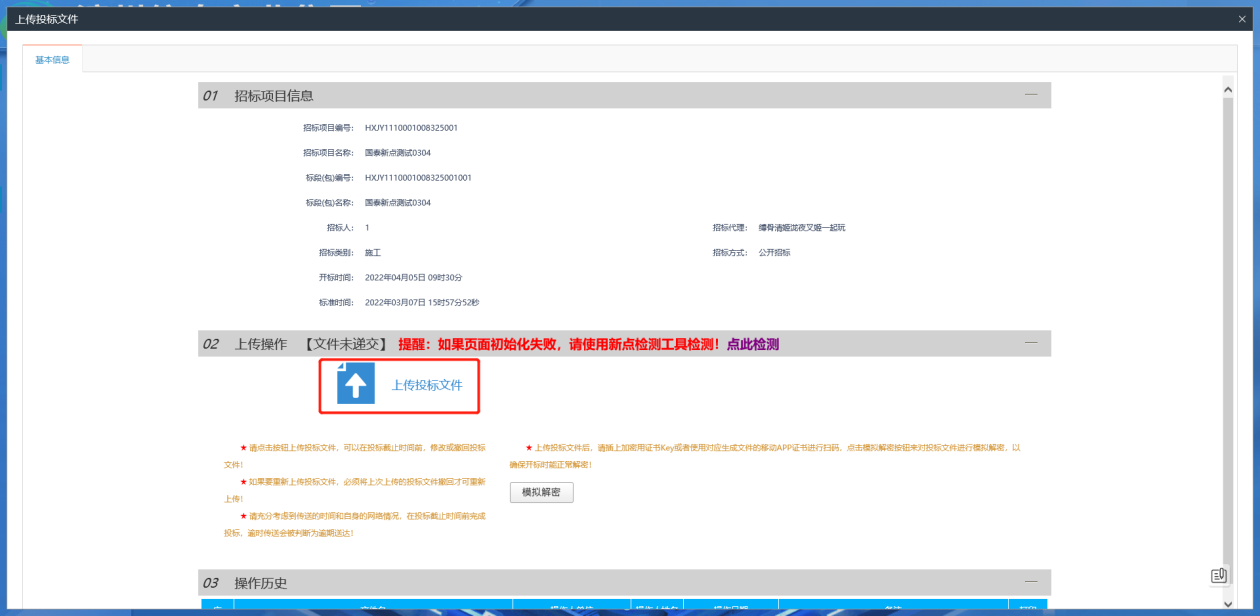 上传投标文件
基本信息
01 招标项目信息
招标项目编号： HXJY1110001008325001
招标项目名称： 国泰新点测试0304
标段(包)编号： HXJY1110001008325001001
标段(包)名称： 国泰新点测试0304
招标人： 1 招标代理： 缚骨清姬泷夜叉姬一起玩
招标类别： 施工 招标方式： 公开招标
开标时间： 2022年04月05日 09时30分
标准时间： 2022年03月07日 15时57分52秒
02 上传操作 【文件未递交】 提醒：如果页面初始化失败，请使用新点检测工具检测！点此检测
上传投标文件
★ 请点击按钮上传投标文件，可以在投标截止时间前，修改或撤回投标
文件！
★ 如果要重新上传投标文件，必须将上次上传的投标文件撤回才可重新
上传！
★ 请充分考虑到传送的时间和自身的网络情况，在投标截止时间前完成
投标，逾时传送会被判断为逾期送达！
★ 上传投标文件后，请插上加密用证书Key或者使用对应生成文件的移动APP证书进行扫码，点击模拟解密按钮来对投标文件进行模拟解密，以
确保开标时能正常解密！
模拟解密
03 操作历史